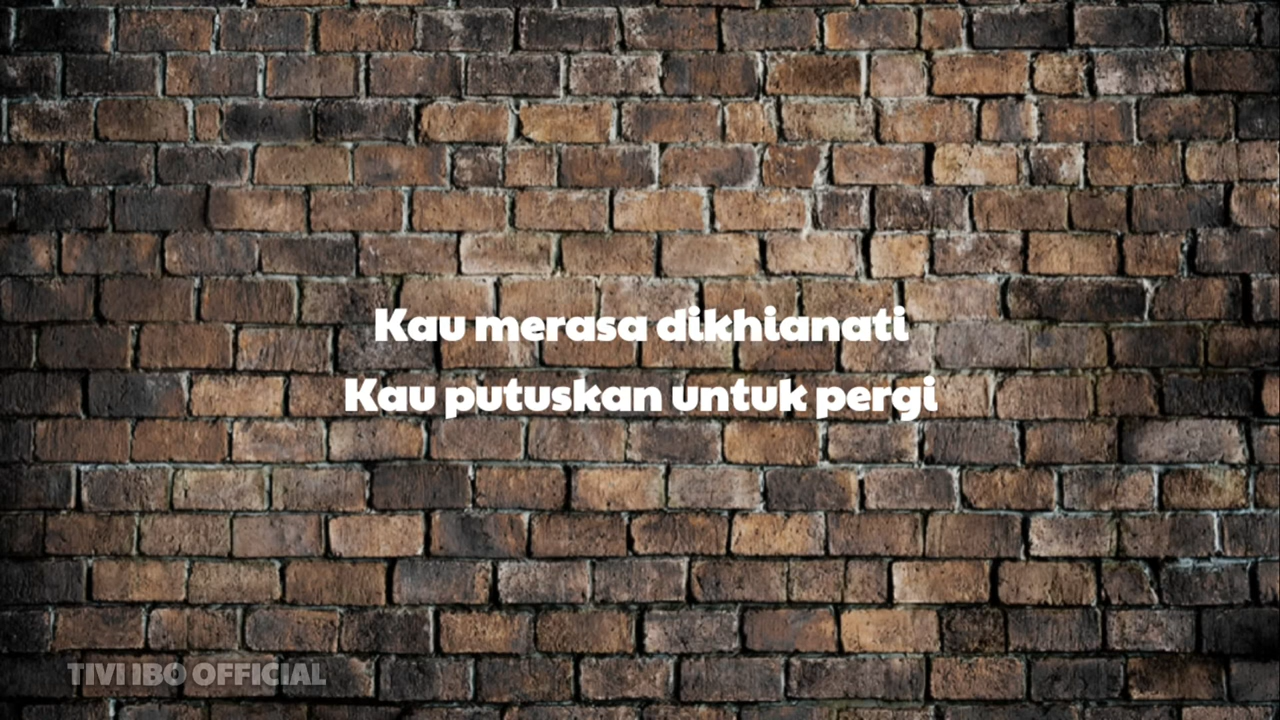 Kau merasa dikhianati
Kau putuskan untuk pergi
TIVI IBO OFFICIAL